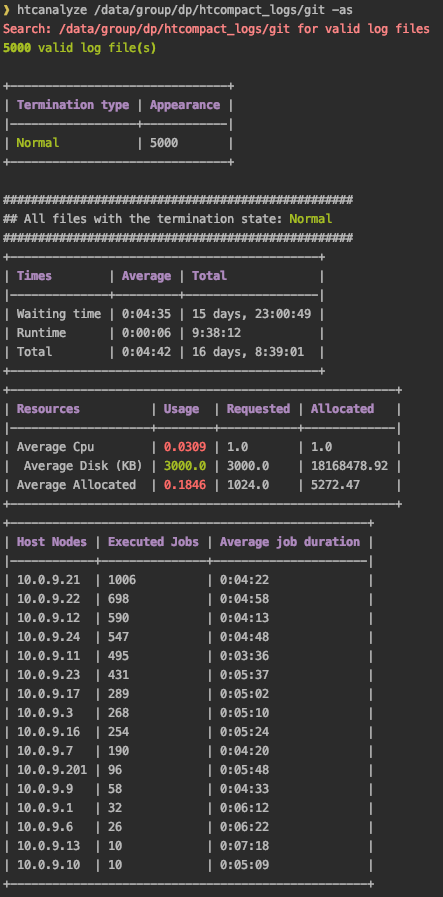 ❯ htcanalyze /data/group/dp/htcompact_logs/git -as
Search: /data/group/dp/htcompact_logs/git for valid log files
5000 valid log file(s)
+-------------------------------+
| Termination type | Appearance |
|------------------+------------|
| Normal | 5000 |
+-------------------------------+
##################################################
## All files with the termination state: Normal
##################################################
+--------------------------------------------+
| Times | Average | Total |
|--------------+---------+-------------------|
| Waiting time | 0:04:35 | 15 days, 23:00:49 |
| Runtime | 0:00:06 | 9:38:12 |
| Total | 0:04:42 | 16 days, 8:39:01 |
+--------------------------------------------+
+-------------------------------------------------------+
| Resources | Usage | Requested | Allocated |
|--------------------+--------+-----------+-------------|
| Average Cpu | 0.0309 | 1.0 | 1.0 |
| Average Disk (KB) | 3000.0 | 3000.0 | 18168478.92 |
| Average Allocated | 0.1846 | 1024.0 | 5272.47 |
+-------------------------------------------------------+
+---------------------------------------------------+
| Host Nodes | Executed Jobs | Average job duration |
|------------+---------------+----------------------|
| 10.0.9.21 | 1006 | 0:04:22 |
| 10.0.9.22 | 698 | 0:04:58 |
| 10.0.9.12 | 590 | 0:04:13 |
| 10.0.9.24 | 547 | 0:04:48 |
| 10.0.9.11 | 495 | 0:03:36 |
| 10.0.9.23 | 431 | 0:05:37 |
| 10.0.9.17 | 289 | 0:05:02 |
| 10.0.9.3 | 268 | 0:05:10 |
| 10.0.9.16 | 254 | 0:05:24 |
| 10.0.9.7 | 190 | 0:04:20 |
| 10.0.9.201 | 96 | 0:05:48 |
| 10.0.9.9 | 58 | 0:04:33 |
| 10.0.9.1 | 32 | 0:06:12 |
| 10.0.9.6 | 26 | 0:06:22 |
| 10.0.9.13 | 10 | 0:07:18 |
| 10.0.9.10 | 10 | 0:05:09 |
+---------------------------------------------------+